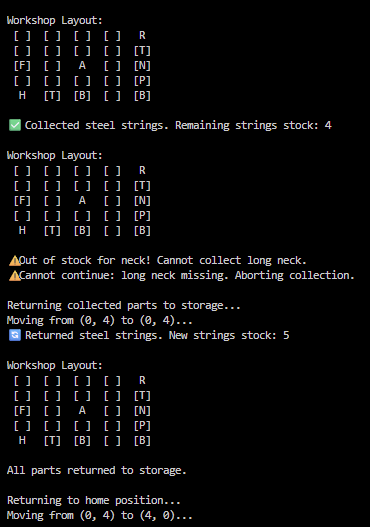 Workshop Layout:
[ ] [ ] [ ] [ ] R
[ ] [ ] [ ] [ ] [T]
[F] [ ] A [ ] [N]
[ ] [ ] [ ] [ ] [P]
H [T] [B] [ ] [B]
✅ Collected steel strings. Remaining strings stock: 4
Workshop Layout:
[ ] [ ] [ ] [ ] R
[ ] [ ] [ ] [ ] [T]
[F] [ ] A [ ] [N]
[ ] [ ] [ ] [ ] [P]
H [T] [B] [ ] [B]
⚠️Out of stock for neck! Cannot collect long neck.
⚠️Cannot continue: long neck missing. Aborting collection.
Returning collected parts to storage...
Moving from (0, 4) to (0, 4)...
🔄 Returned steel strings. New strings stock: 5
Workshop Layout:
[ ] [ ] [ ] [ ] R
[ ] [ ] [ ] [ ] [T]
[F] [ ] A [ ] [N]
[ ] [ ] [ ] [ ] [P]
H [T] [B] [ ] [B]
All parts returned to storage.
Returning to home position...
Moving from (0, 4) to (4, 0)...